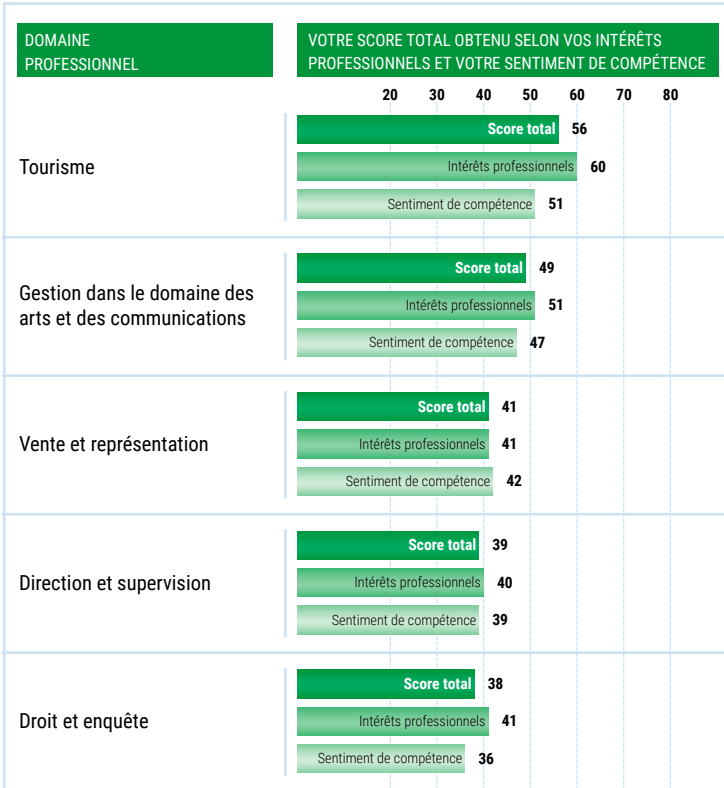 DOMAINE
PROFESSIONNEL
VOTRE SCORE TOTAL OBTENU SELON VOS INTÉRÊTS
PROFESSIONNELS ET VOTRE SENTIMENT DE COMPÉTENCE
20 30 40 50 60 70 80
Tourisme
Score total 56
Intérêts professionnels 60
Sentiment de compétence 51
Gestion dans le domaine des
arts et des communications
Score total 49
Intérêts professionnels 51
Sentiment de compétence 47
Vente et représentation
Score total 41
Intérêts professionnels 41
Sentiment de compétence 42
Direction et supervision
Score total 39
Intérêts professionnels 40
Sentiment de compétence 39
Droit et enquête
Score total 38
Intérêts professionnels 41
Sentiment de compétence 36